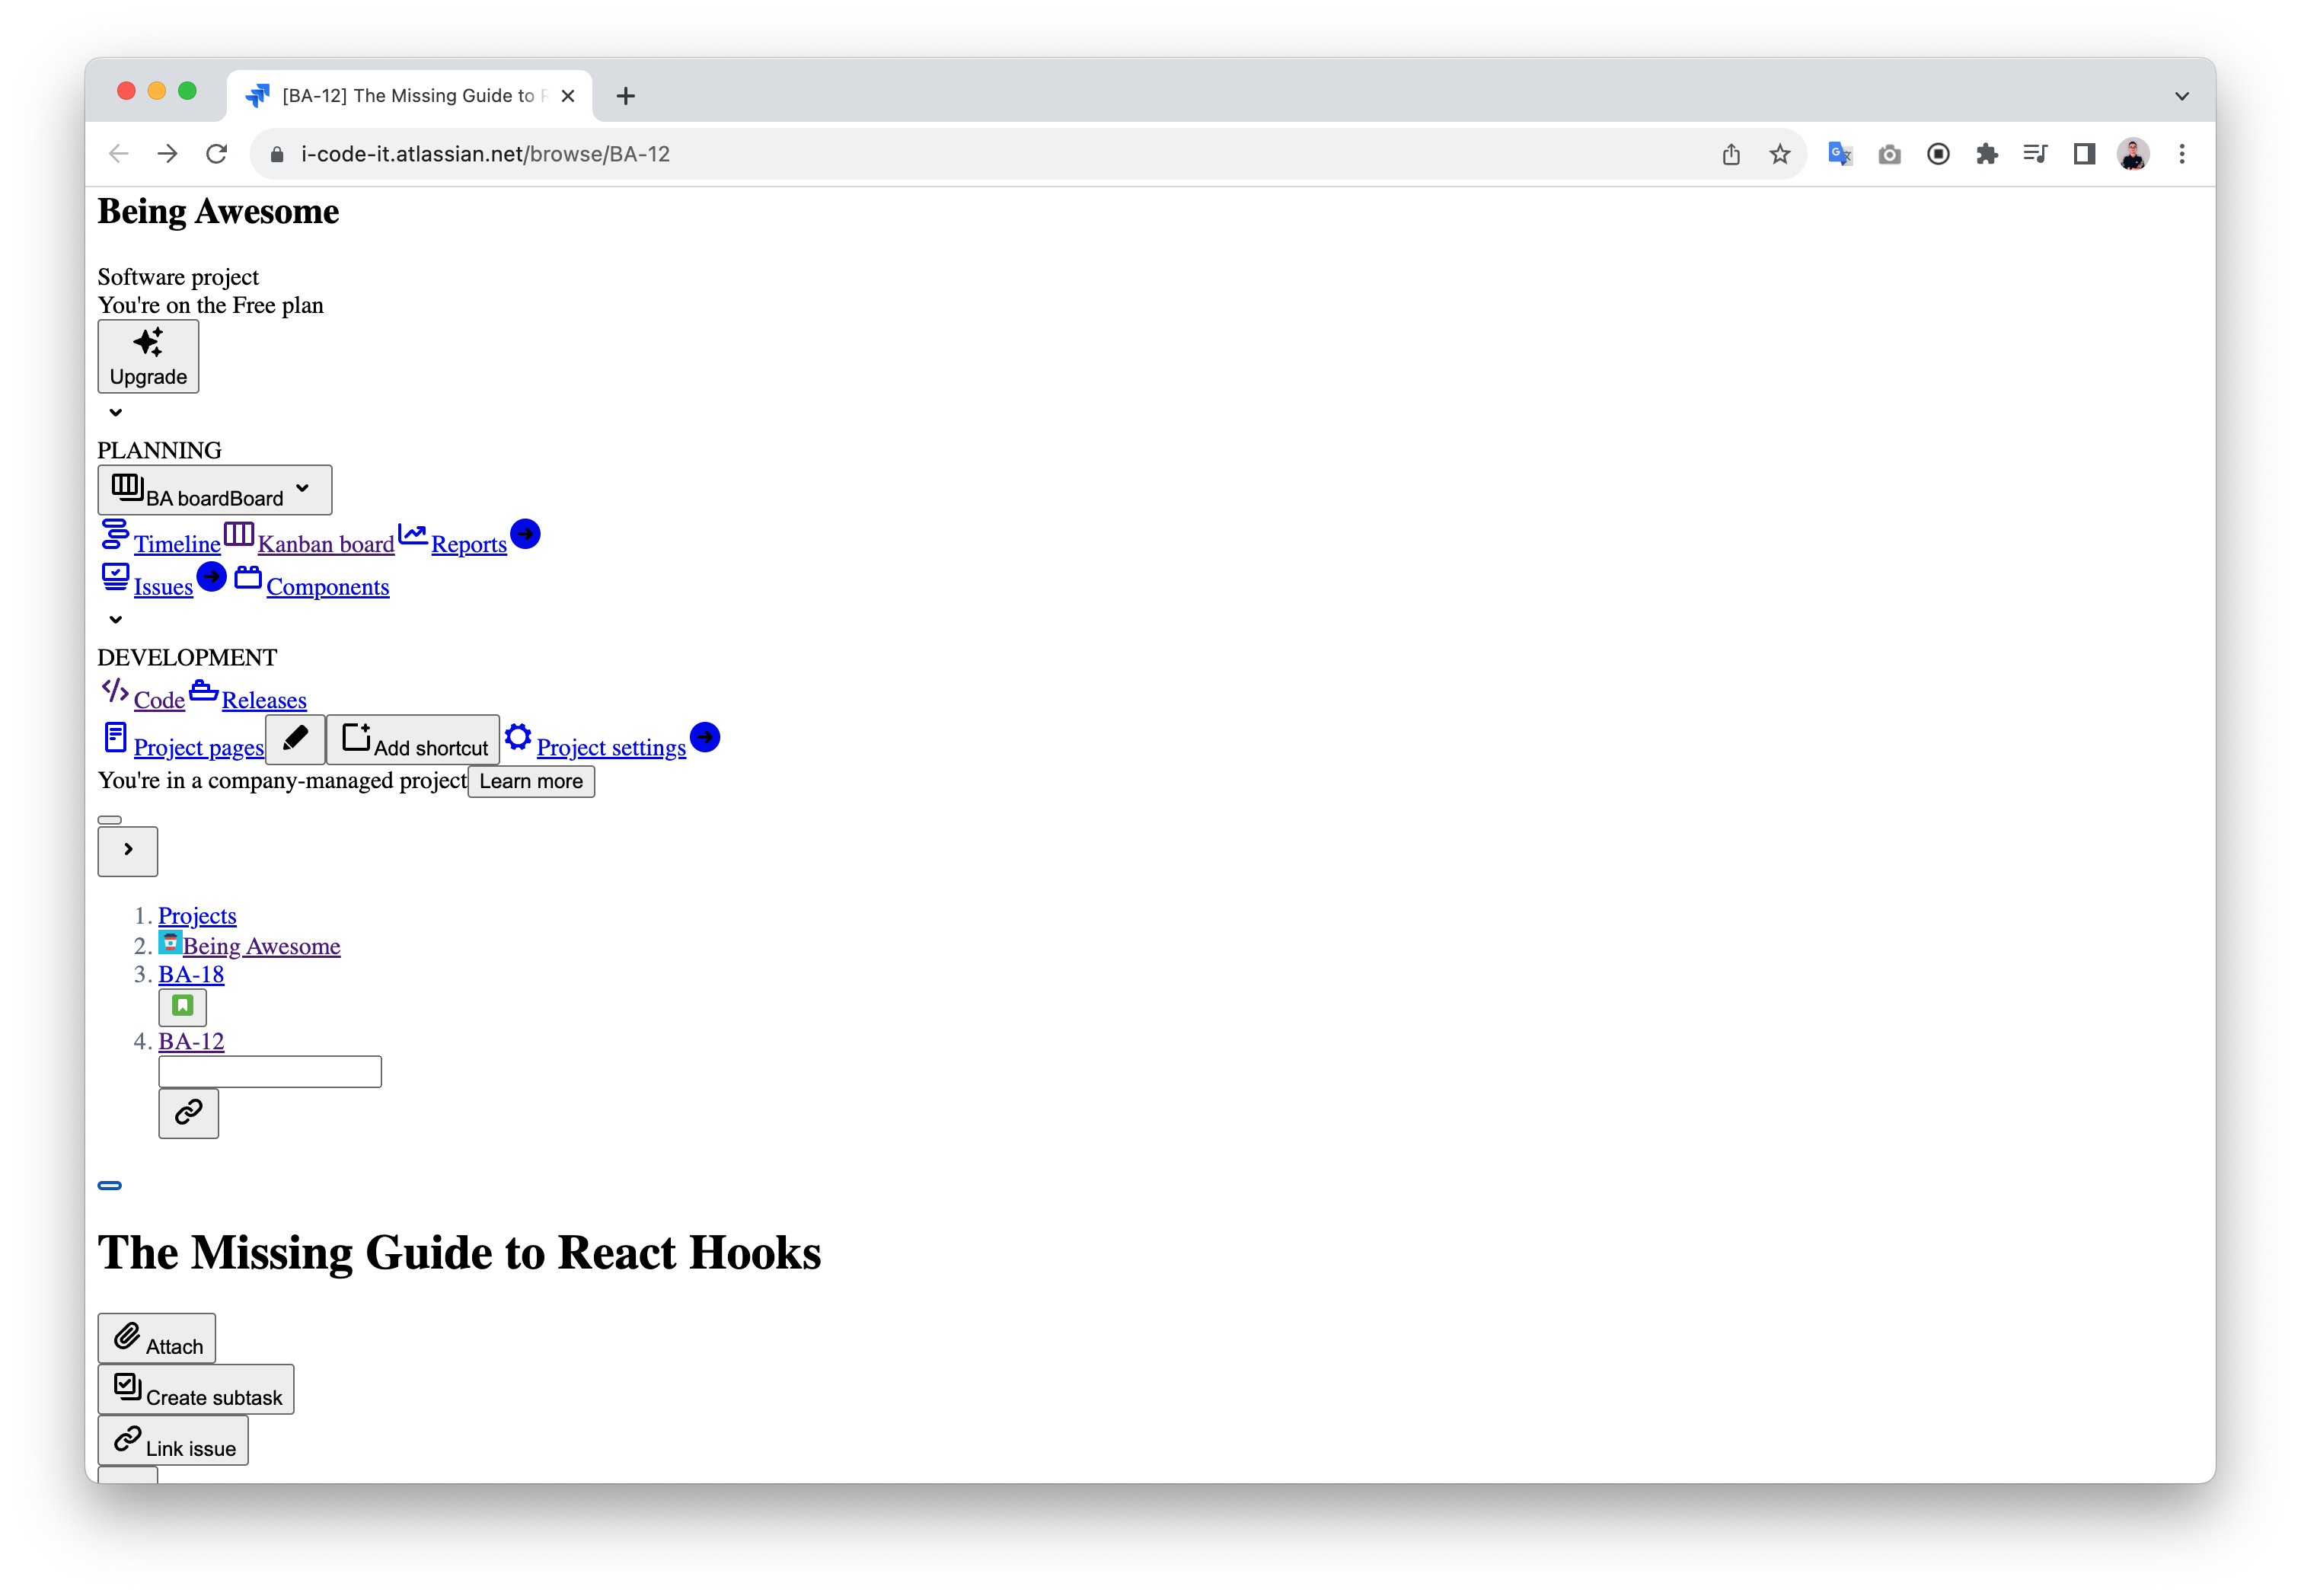 [BA-12] The Missing Guide to
i-code-it.atlassian.net/browse/BA-12
Being Awesome
Software project
You're on the Free plan
Upgrade
PLANNING
BA boardBoard
Timeline Kanban board Reports
Issues Components
DEVELOPMENT
Code Releases
Project pages Add shortcut Project settings
You're in a company-managed project Learn more
1. Projects
2. Being Awesome
3. BA-18
4. BA-12
The Missing Guide to React Hooks
Attach
Create subtask
Link issue